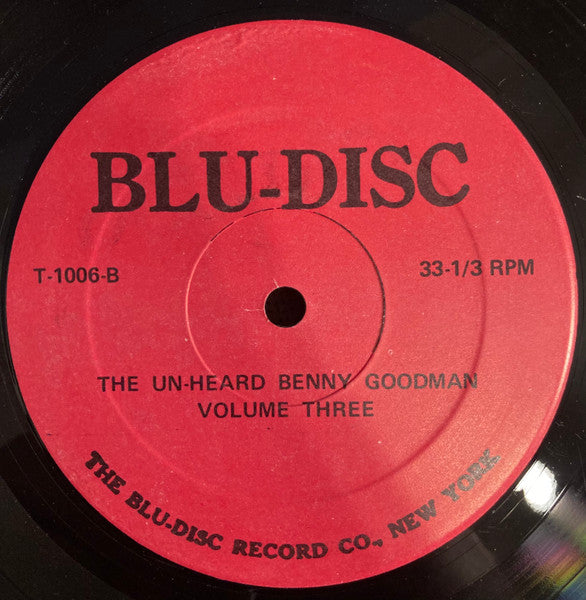 BLU-DISC
T-1006-B
33-1/3 RPM
THE UN-HEARD BENNY GOODMAN
VOLUME THREE
THE BLU-DISC RECORD CO., NEW YORK